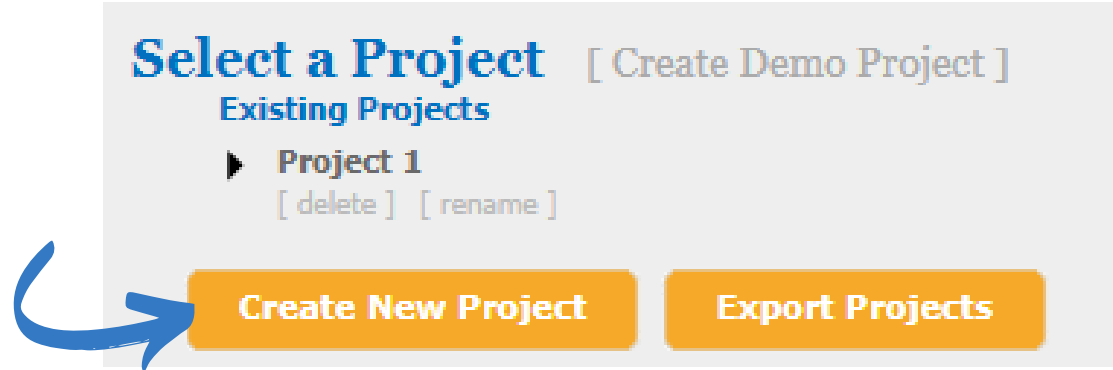 Select a Project [ Create Demo Project ]
Existing Projects
Project 1
[ delete ] [ rename ]
Create New Project Export Projects